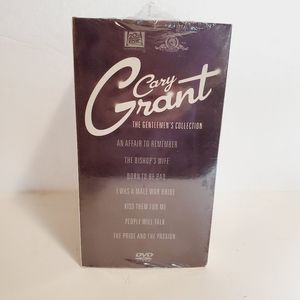 Cary
Grant
THE GENTLEMEN'S COLLECTION
AN AFFAIR TO REMEMBER
THE BISHOP'S WIFE
BORN TO BE BAD
I WAS A MALE WAR BRIDE
KISS THEM FOR ME
PEOPLE WILL TALK
THE PRIDE AND THE PASSION
DVD